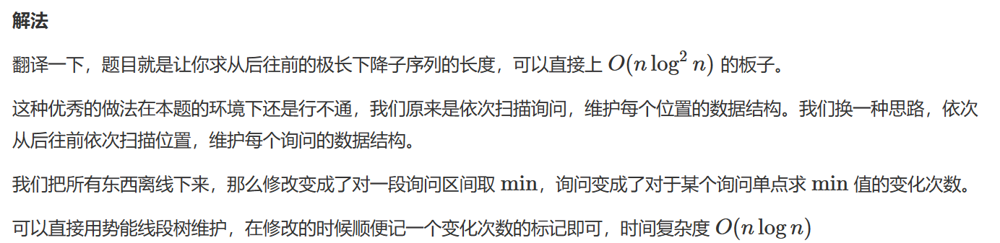 解法
翻译一下，题目就是让你求从后往前的极长下降子序列的长度，可以直接上 O(n log² n) 的板子。
这种优秀的做法在本题的环境下还是行不通，我们原来是依次扫描询问，维护每个位置的数据结构。我们换一种思路，依次
从后往前依次扫描位置，维护每个询问的数据结构。
我们把所有东西离线下来，那么修改变成了对一段询问区间取 min，询问变成了对于某个询问单点求 min 值的变化次数。
可以直接用势能线段树维护，在修改的时候顺便记一个变化次数的标记即可，时间复杂度 O(n log n)